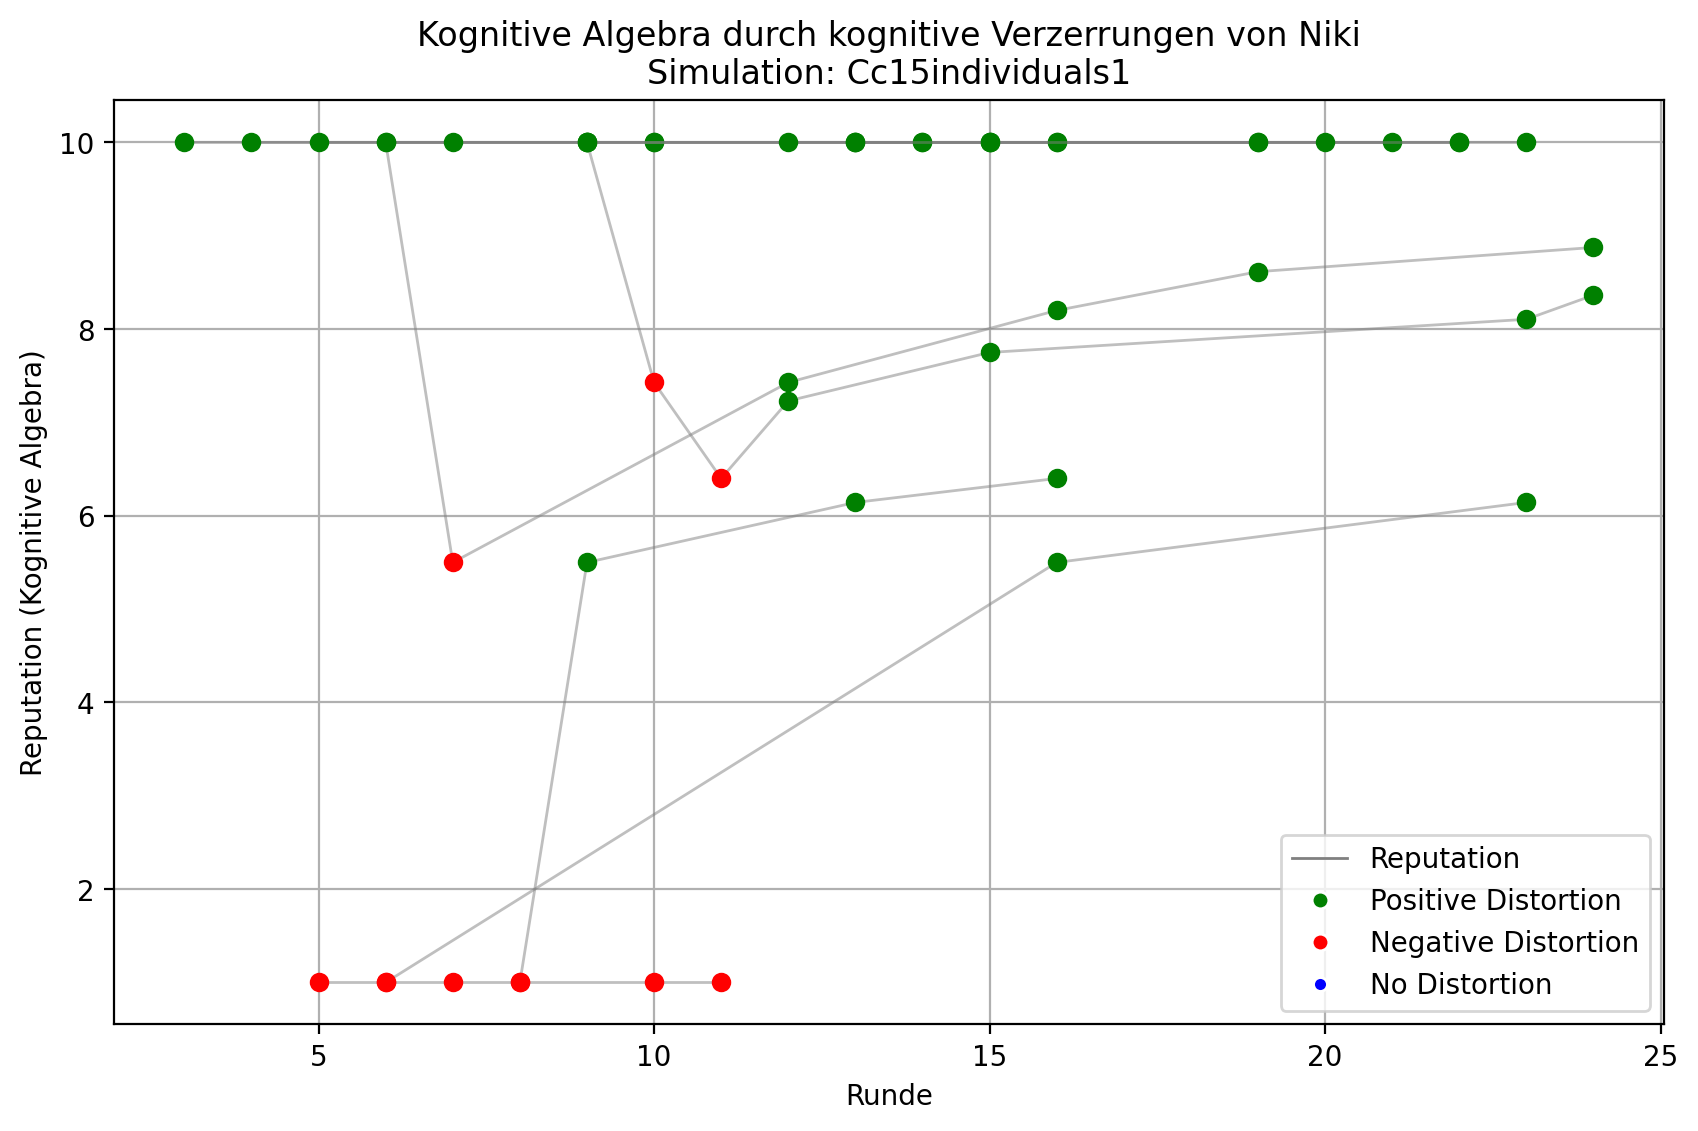 Kognitive Algebra durch kognitive Verzerrungen von Niki
Simulation: Cc15individuals1
Reputation (Kognitive Algebra)
10
8
6
4
2
Reputation
Positive Distortion
Negative Distortion
No Distortion
5 10 15 20 25
Runde